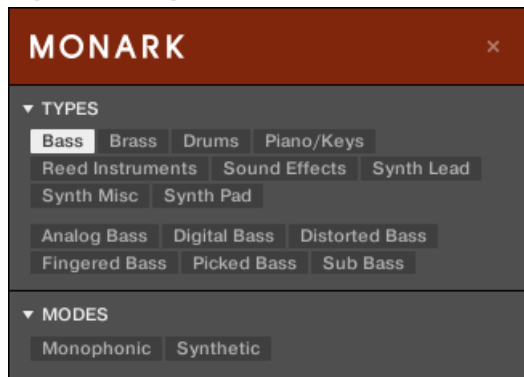 MONARK ×
▼ TYPES
Bass Brass Drums Piano/Keys
Reed Instruments Sound Effects Synth Lead
Synth Misc Synth Pad
Analog Bass Digital Bass Distorted Bass
Fingered Bass Picked Bass Sub Bass
▼ MODES
Monophonic Synthetic